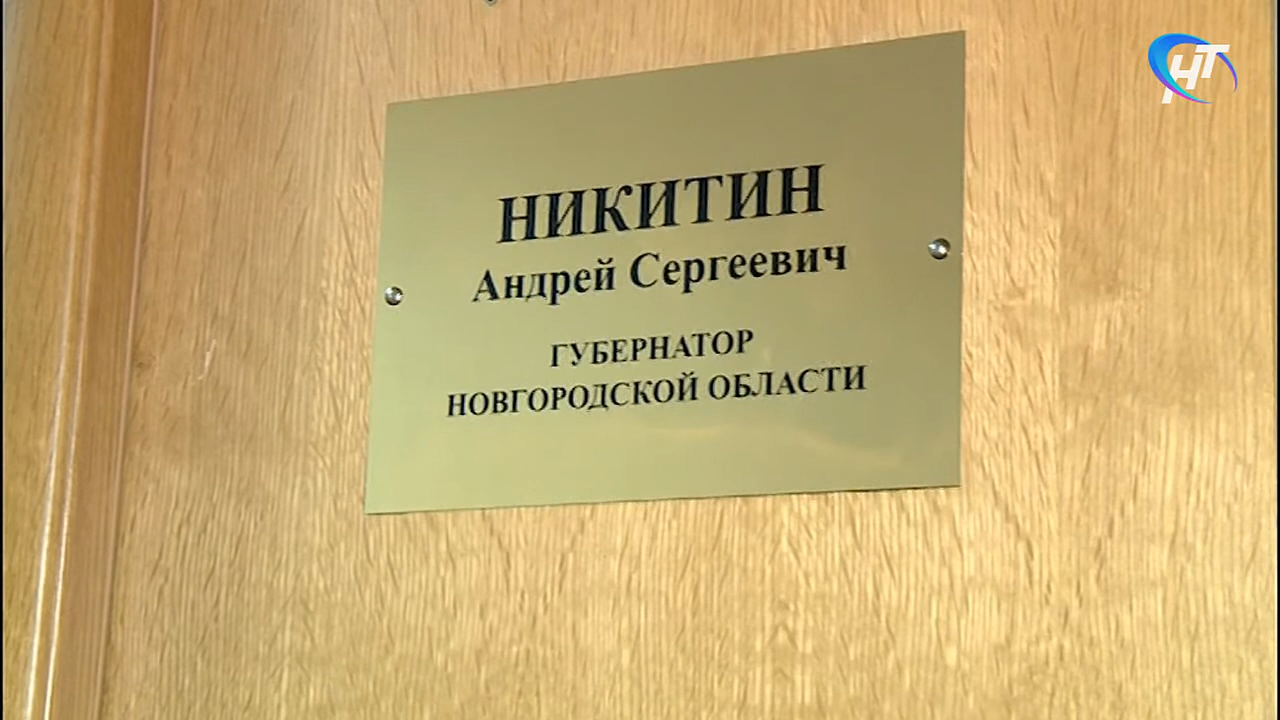 НТ
НИКИТИН
Андрей Сергеевич
ГУБЕРНАТОР
НОВГОРОДСКОЙ ОБЛАСТИ